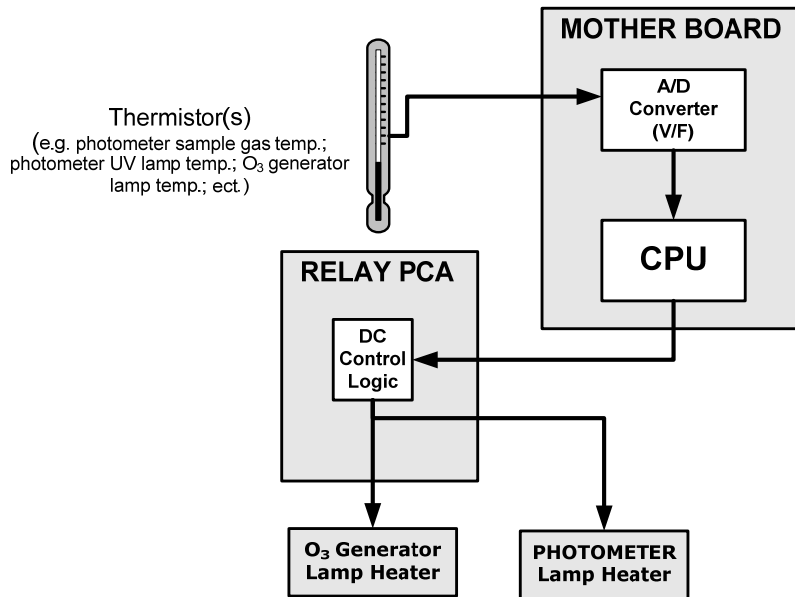 MOTHER BOARD
A/D
Converter
(V/F)
Thermistor(s)
(e.g. photometer sample gas temp.;
photometer UV lamp temp.; O₃ generator
lamp temp.; ect.)
CPU
RELAY PCA
DC
Control
Logic
O₃ Generator
Lamp Heater
PHOTOMETER
Lamp Heater